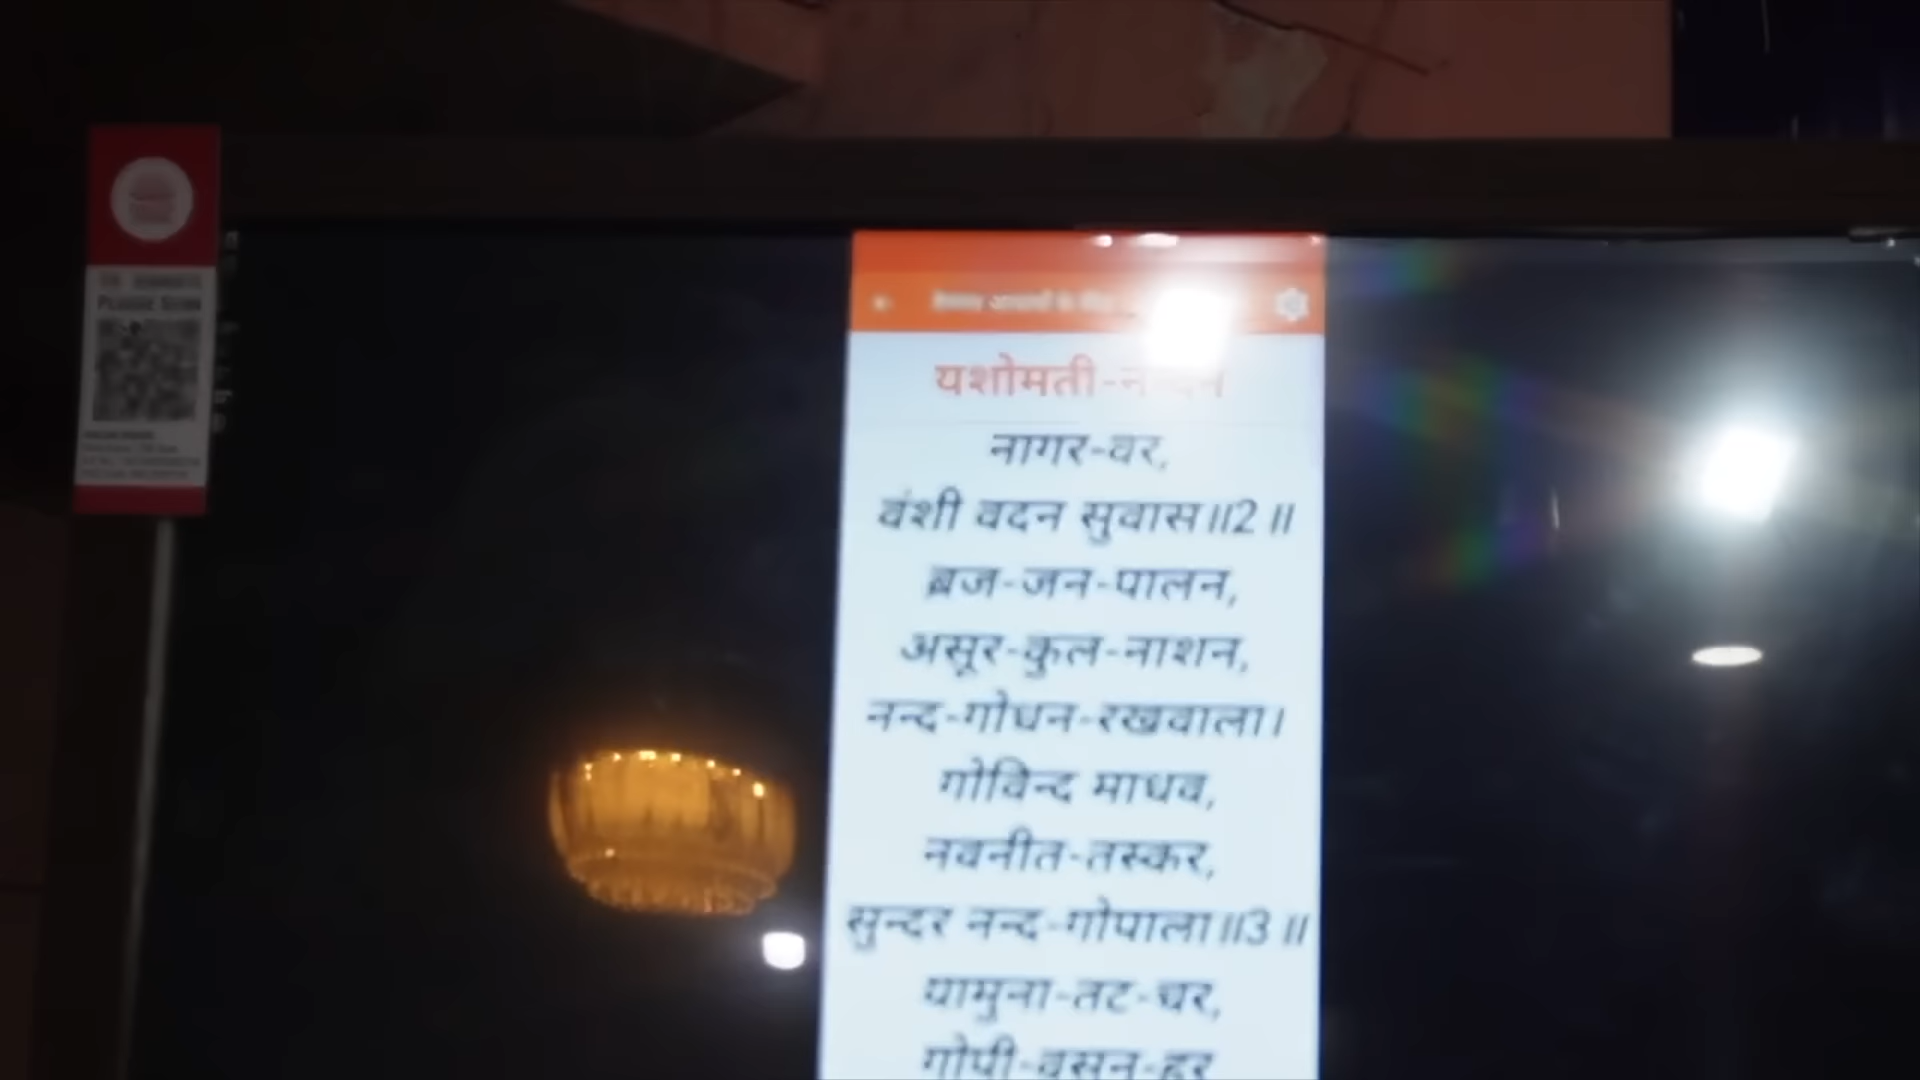 यशोमती-नन्दन
नागर-वर,
वंशी वदन सुवास॥2॥
ब्रज-जन-पालन,
असूर-कुल-नाशन,
नन्द-गोधन-रखवाला।
गोविन्द माधव,
नवनीत-तस्कर,
सुन्दर नन्द-गोपाला॥3॥
यामुना-तट-चर,
गोपी-वसन-हर